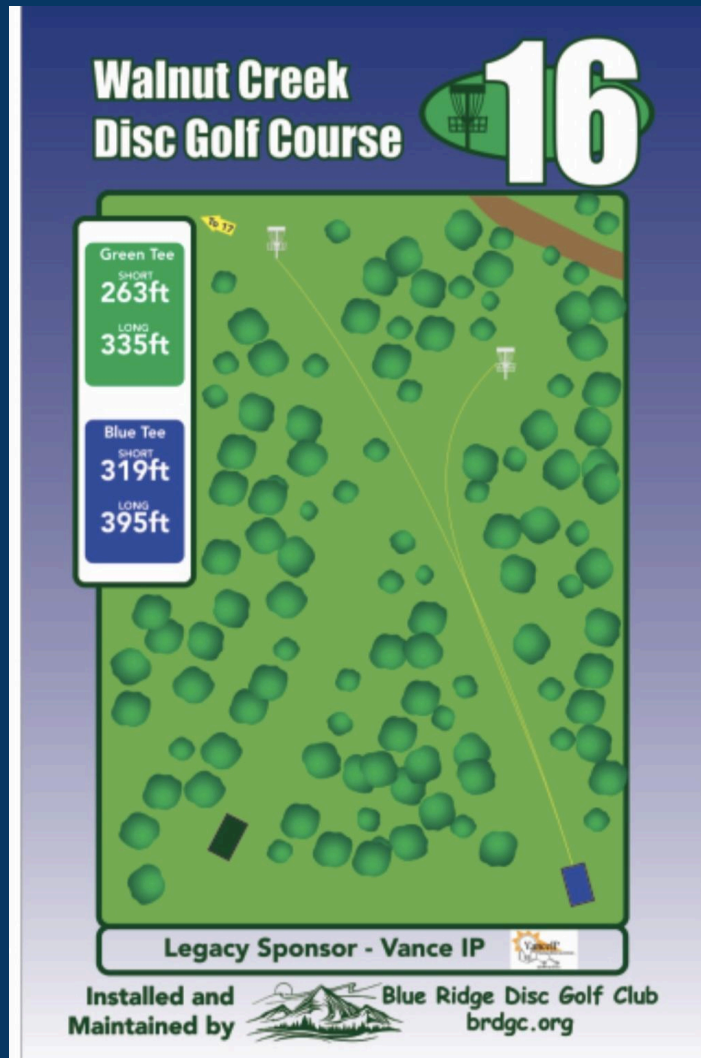 Walnut Creek
Disc Golf Course
16
To 17
Green Tee
SHORT
263ft
LONG
335ft
Blue Tee
SHORT
319ft
LONG
395ft
Legacy Sponsor - Vance IP
VanceIP
Installed and
Maintained by
Blue Ridge Disc Golf Club
brdgc.org